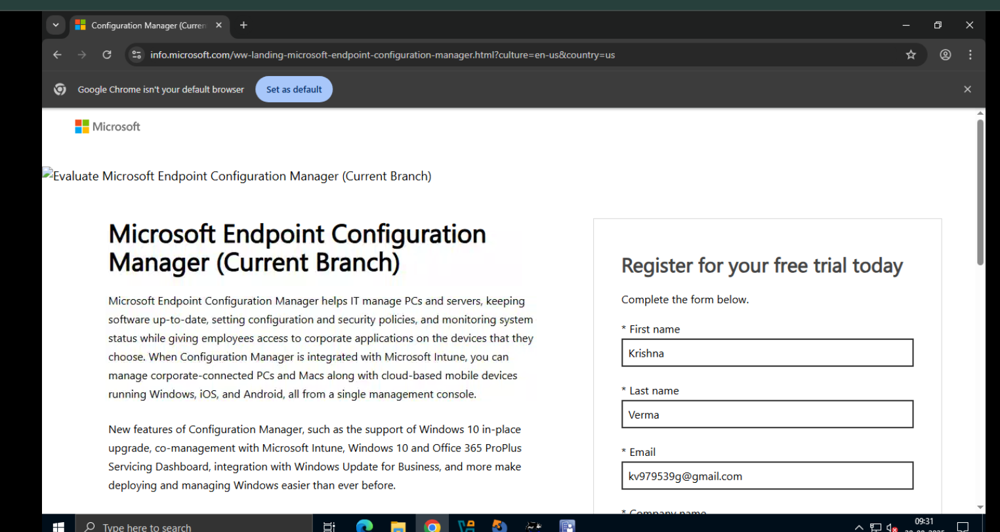 Configuration Manager (Curren
info.microsoft.com/ww-landing-microsoft-endpoint-configuration-manager.html?culture=en-us&country=us
Google Chrome isn't your default browser Set as default
Microsoft
Evaluate Microsoft Endpoint Configuration Manager (Current Branch)
Microsoft Endpoint Configuration
Manager (Current Branch)
Microsoft Endpoint Configuration Manager helps IT manage PCs and servers, keeping
software up-to-date, setting configuration and security policies, and monitoring system
status while giving employees access to corporate applications on the devices that they
choose. When Configuration Manager is integrated with Microsoft Intune, you can
manage corporate-connected PCs and Macs along with cloud-based mobile devices
running Windows, iOS, and Android, all from a single management console.
New features of Configuration Manager, such as the support of Windows 10 in-place
upgrade, co-management with Microsoft Intune, Windows 10 and Office 365 ProPlus
Servicing Dashboard, integration with Windows Update for Business, and more make
deploying and managing Windows easier than ever before.
Register for your free trial today
Complete the form below.
* First name
Krishna
* Last name
Verma
* Email
kv979539g@gmail.com
* Company name
Type here to search
09:31